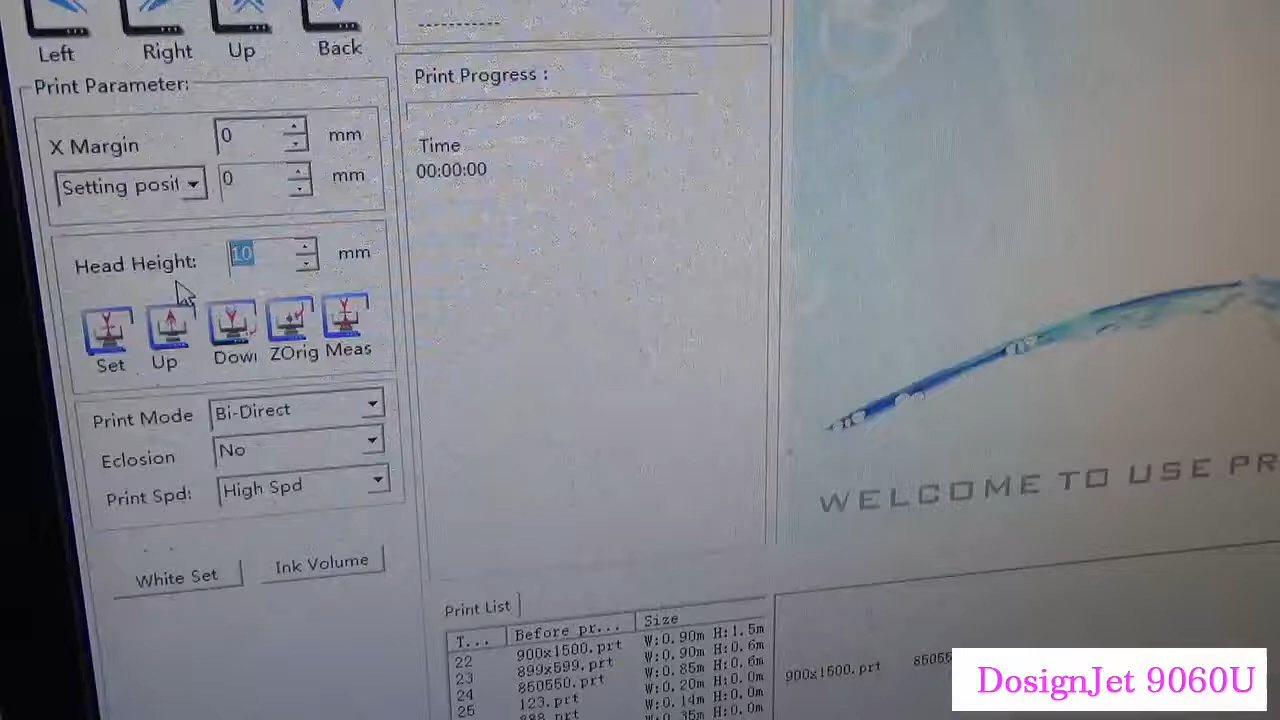 Left Right Up Back
Print Parameter:
X Margin 0 mm
Setting posit 0 mm
Head Height: 10 mm
Set Up Down ZOrig Meas
Print Mode Bi-Direct
Eclosion No
Print Spd: High Spd
White Set Ink Volume
Print Progress :
Time
00:00:00
WELCOME TO USE PR
Print List
T... Before pr... Size
22 900x1500.prt W:0.90m H:1.5m
23 899x599.prt W:0.90m H:0.6m
24 850550.prt W:0.85m H:0.6m
25 123.prt W:0.20m H:0.0m
888.prt W:0.14m H:0.0m
900x1500.prt
DosignJet 9060U